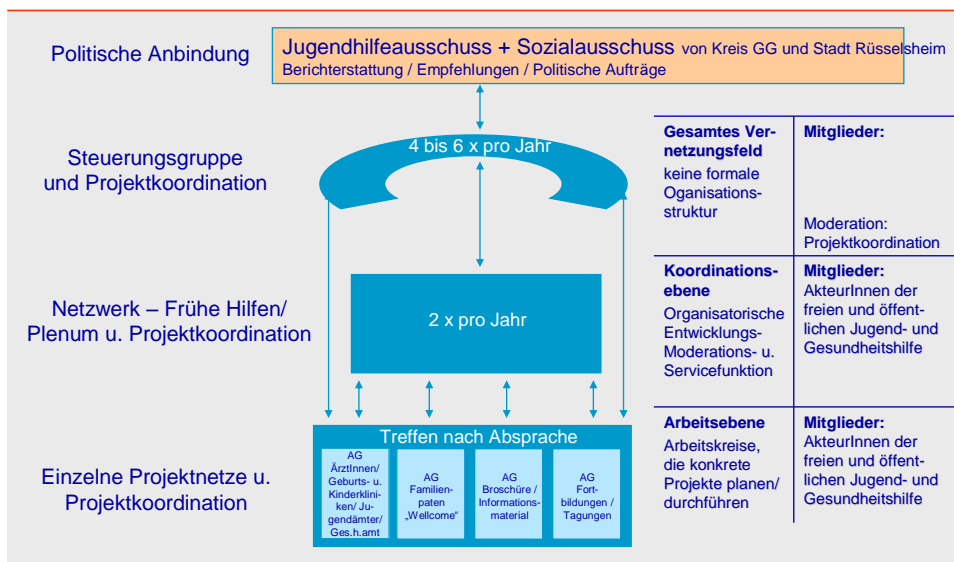 Politische Anbindung
Jugendhilfeausschuss + Sozialausschuss von Kreis GG und Stadt Rüsselsheim
Berichterstattung / Empfehlungen / Politische Aufträge
Steuerungsgruppe
und Projektkoordination
4 bis 6 x pro Jahr
Gesamtes Ver-
netzungsfeld
keine formale
Oganisations-
struktur
Mitglieder:
Moderation:
Projektkoordination
Netzwerk – Frühe Hilfen/
Plenum u. Projektkoordination
2 x pro Jahr
Koordinations-
ebene
Organisatorische
Entwicklungs-
Moderations- u.
Servicefunktion
Mitglieder:
AkteurInnen der
freien und öffent-
lichen Jugend- und
Gesundheitshilfe
Einzelne Projektnetze u.
Projektkoordination
Treffen nach Absprache
AG
ÄrztInnen/
Geburts- u.
Kinderklini-
ken/ Ju-
gendämter/
Ges.h.amt
AG
Familien-
paten
„Wellcome“
AG
Broschüre /
Informations-
material
AG
Fort-
bildungen /
Tagungen
Arbeitsebene
Arbeitskreise,
die konkrete
Projekte planen/
durchführen
Mitglieder:
AkteurInnen der
freien und öffent-
lichen Jugend- und
Gesundheitshilfe